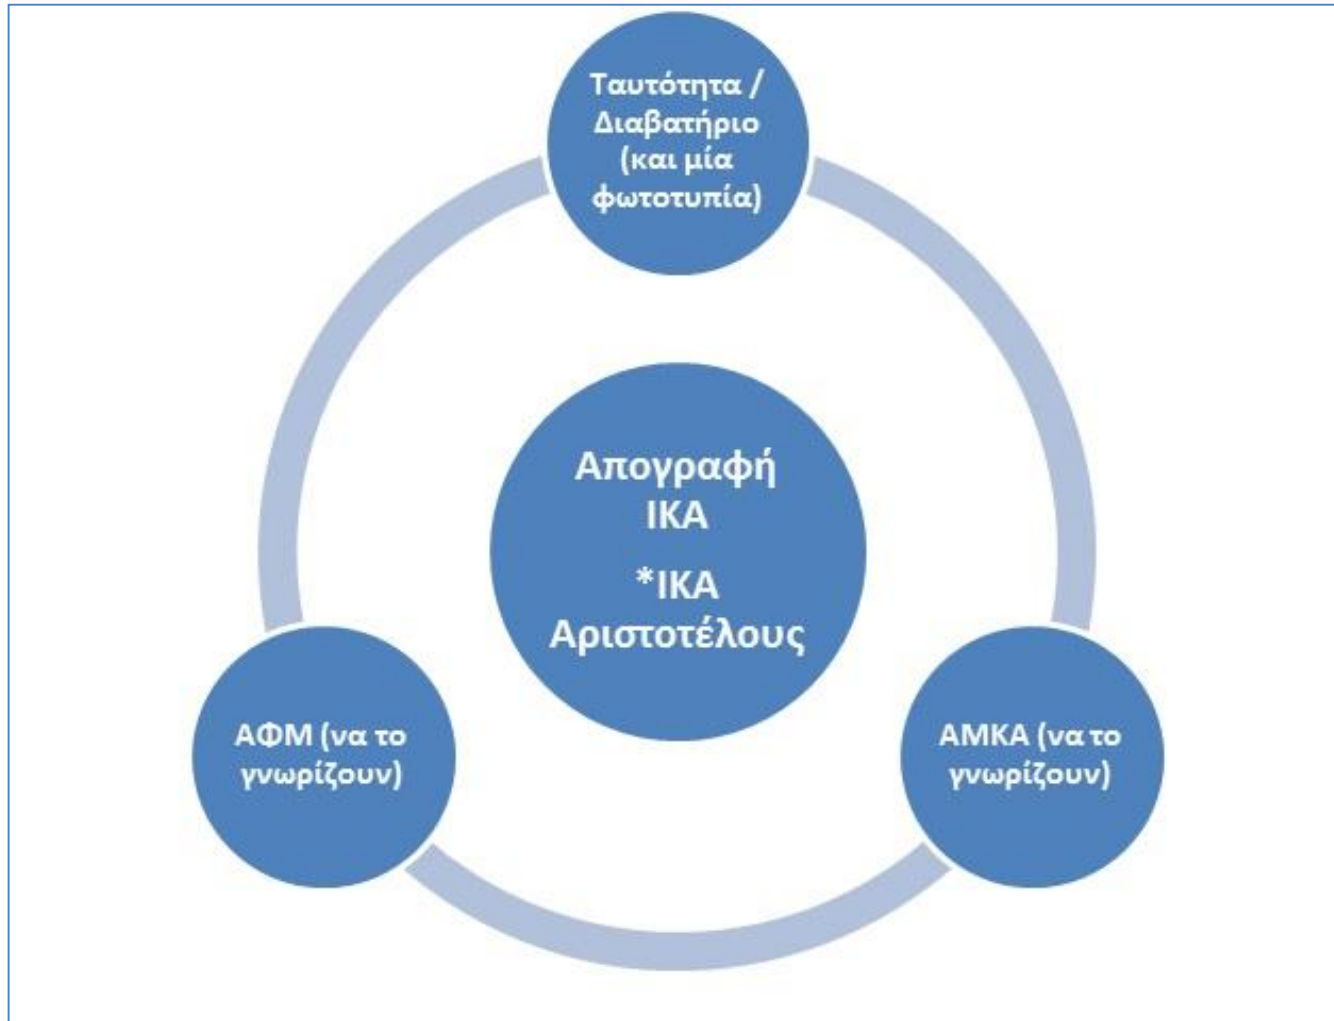 Ταυτότητα /
Διαβατήριο
(και μία
φωτοτυπία)
Απογραφή
ΙΚΑ
*ΙΚΑ
Αριστοτέλους
ΑΦΜ (να το
γνωρίζουν)
ΑΜΚΑ (να το
γνωρίζουν)